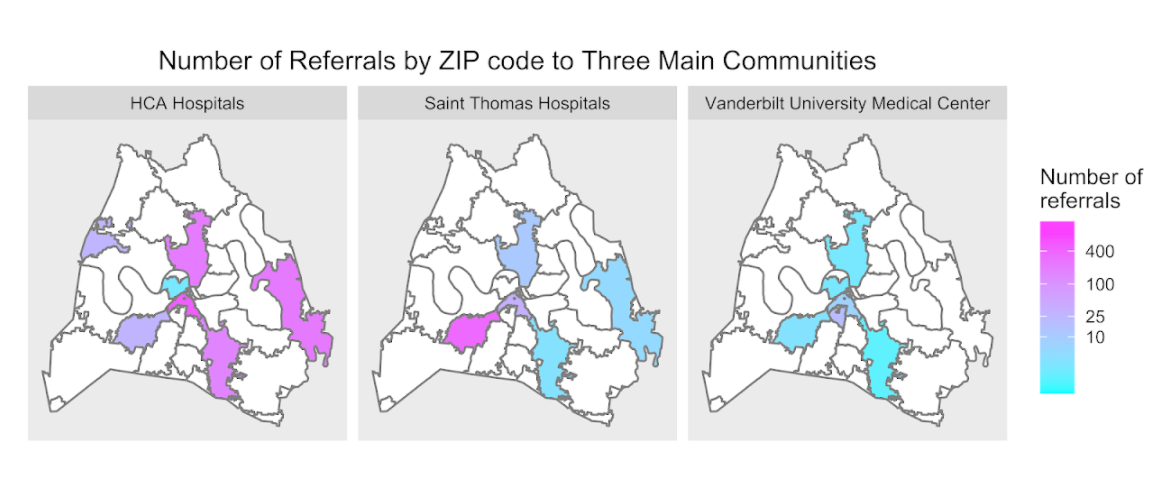 Number of Referrals by ZIP code to Three Main Communities
HCA Hospitals
Saint Thomas Hospitals
Vanderbilt University Medical Center
Number of
referrals
400
100
25
10